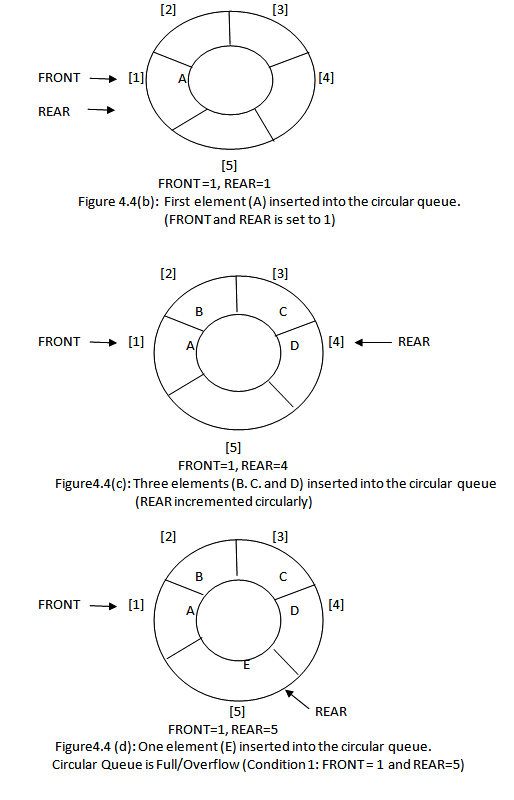 [2] [3]
FRONT [1] A [4]
REAR
[5]
FRONT=1, REAR=1
Figure 4.4(b): First element (A) inserted into the circular queue.
(FRONT and REAR is set to 1)
[2] [3]
B C
FRONT [1] A D [4] REAR
[5]
FRONT=1, REAR=4
Figure4.4(c): Three elements (B. C. and D) inserted into the circular queue
(REAR incremented circularly)
[2] [3]
B C
FRONT [1] A D [4]
E
[5] REAR
FRONT=1, REAR=5
Figure4.4 (d): One element (E) inserted into the circular queue.
Circular Queue is Full/Overflow (Condition 1: FRONT = 1 and REAR=5)